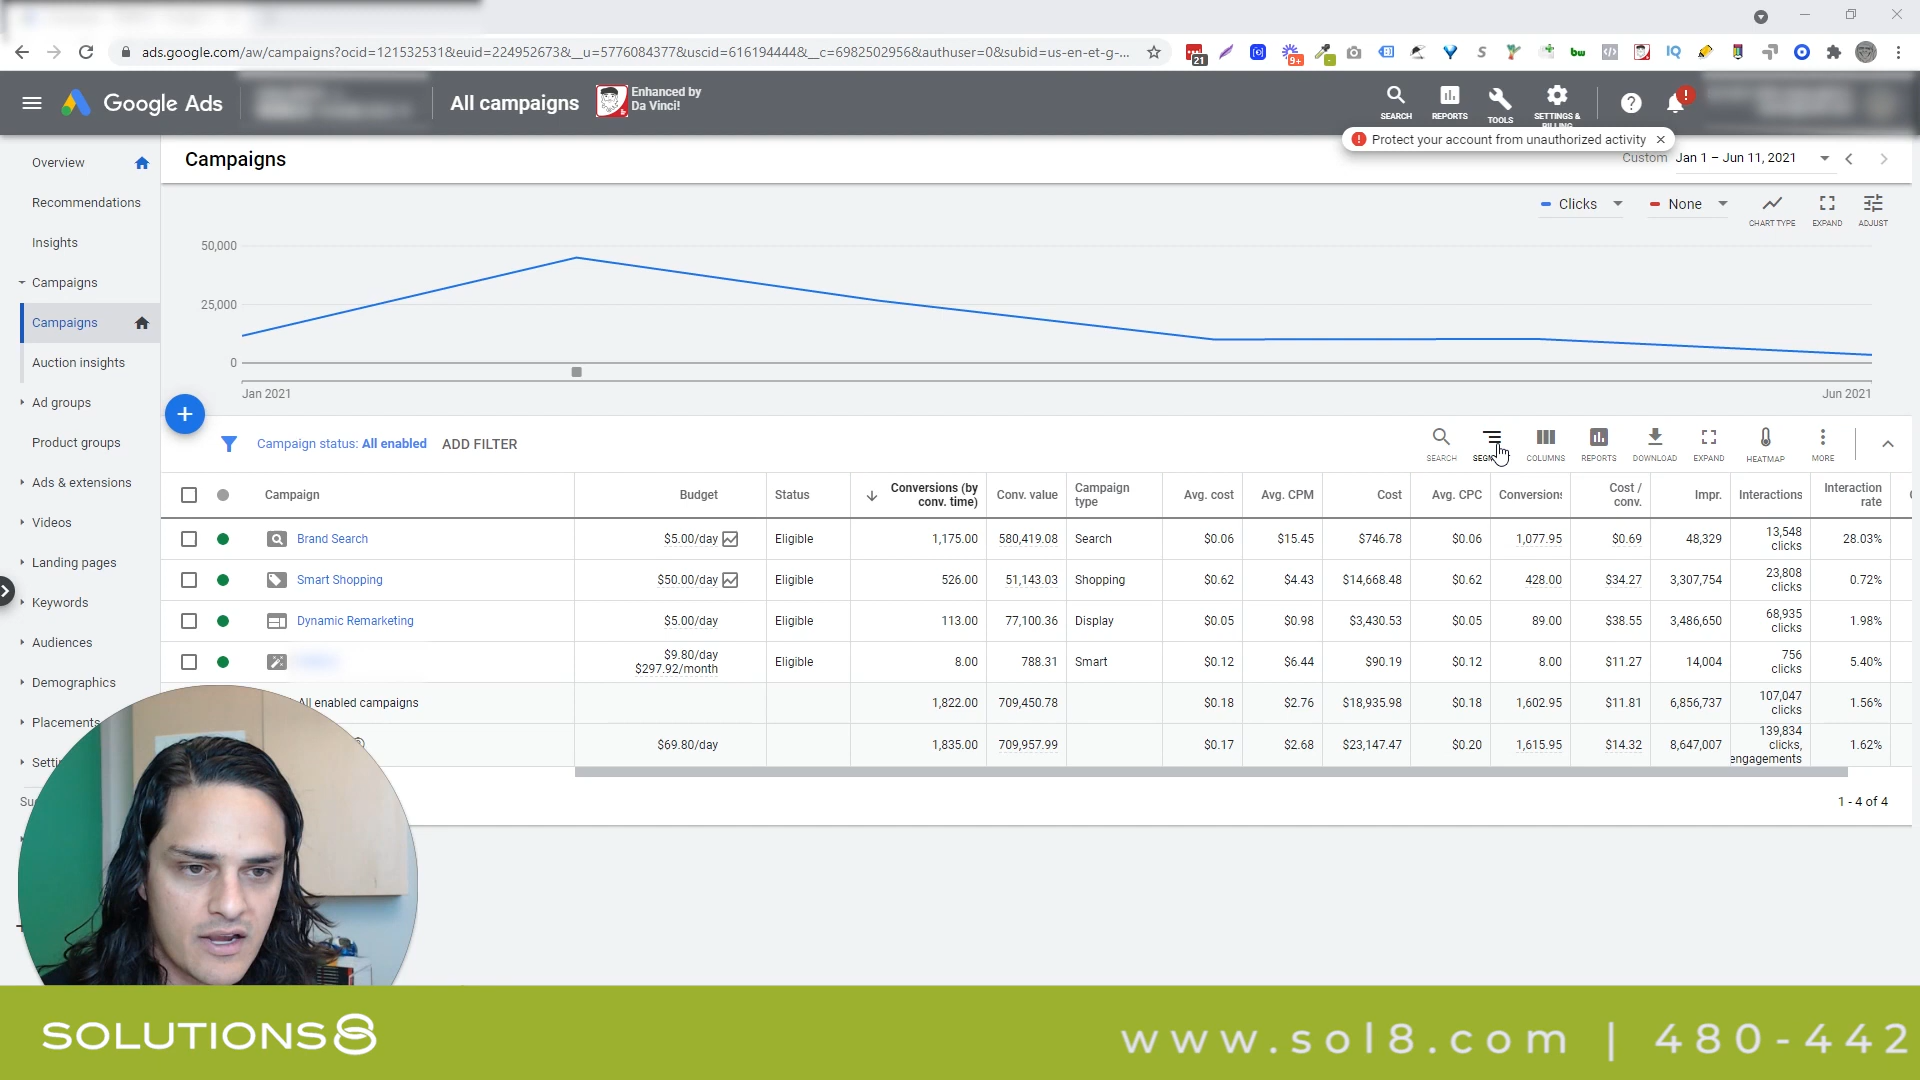 ads.google.com/aw/campaigns?ocid=121532531&euid=224952673&__u=5776084377&uscid=616194444&__c=6982502956&authuser=0&subid=us-en-et-g-...
21
9+
bw
IQ
Google Ads
All campaigns
Enhanced by
Da Vinci!
SEARCH
REPORTS
TOOLS
SETTINGS &
BILLING
!
Protect your account from unauthorized activity
Overview
Recommendations
Insights
Campaigns
Campaigns
Auction insights
Ad groups
Product groups
Ads & extensions
Videos
Landing pages
Keywords
Audiences
Demographics
Placements
Campaigns
Custom Jan 1 – Jun 11, 2021
Clicks
None
CHART TYPE
EXPAND
ADJUST
50,000
25,000
0
Jan 2021
Jun 2021
Campaign status: All enabled
ADD FILTER
SEARCH
COLUMNS
REPORTS
DOWNLOAD
EXPAND
HEATMAP
MORE
Campaign
Budget
Status
Conversions (by
conv. time)
Conv. value
Campaign
type
Avg. cost
Avg. CPM
Cost
Avg. CPC
Conversions
Cost /
conv.
Impr.
Interactions
Interaction
rate
Brand Search $5.00/day Eligible 1,175.00 580,419.08 Search $0.06 $15.45 $746.78 $0.06 1,077.95 $0.69 48,329 13,548 clicks 28.03%
Smart Shopping $50.00/day Eligible 526.00 51,143.03 Shopping $0.62 $4.43 $14,668.48 $0.62 428.00 $34.27 3,307,754 23,808 clicks 0.72%
Dynamic Remarketing $5.00/day Eligible 113.00 77,100.36 Display $0.05 $0.98 $3,430.53 $0.05 89.00 $38.55 3,486,650 68,935 clicks 1.98%
$9.80/day $297.92/month Eligible 8.00 788.31 Smart $0.12 $6.44 $90.19 $0.12 8.00 $11.27 14,004 756 clicks 5.40%
All enabled campaigns 1,822.00 709,450.78 $0.18 $2.76 $18,935.98 $0.18 1,602.95 $11.81 6,856,737 107,047 clicks 1.56%
$69.80/day 1,835.00 709,957.99 $0.17 $2.68 $23,147.47 $0.20 1,615.95 $14.32 8,647,007 139,834 clicks, engagements 1.62%
1 - 4 of 4
SOLUTIONS8
www.sol8.com | 480-442